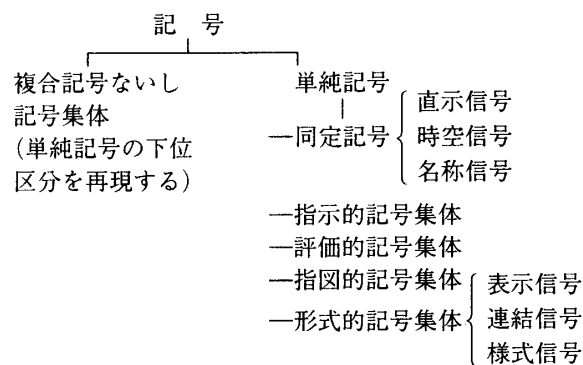 記 号
複合記号ないし
記号集体
(単純記号の下位
区分を再現する)
単純記号
―同定記号
直示信号
時空信号
名称信号
―指示的記号集体
―評価的記号集体
―指図的記号集体
―形式的記号集体
表示信号
連結信号
様式信号